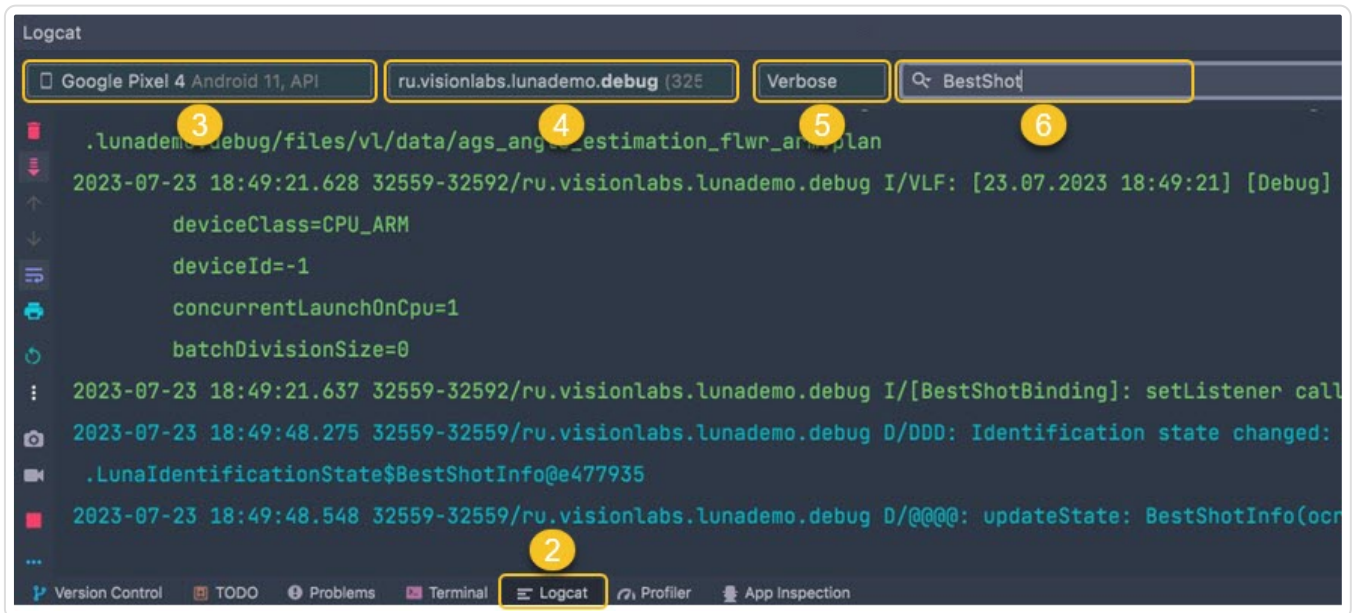 Logcat
Google Pixel 4 Android 11, API
ru.visionlabs.lunademo.debug (325
Verbose
BestShot
3
4
5
6
.lunademo.debug/files/vl/data/ags_angle_estimation_flwr_arm.plan
2023-07-23 18:49:21.628 32559-32592/ru.visionlabs.lunademo.debug I/VLF: [23.07.2023 18:49:21] [Debug]
deviceClass=CPU_ARM
deviceId=-1
concurrentLaunchOnCpu=1
batchDivisionSize=0
2023-07-23 18:49:21.637 32559-32592/ru.visionlabs.lunademo.debug I/[BestShotBinding]: setListener call
2023-07-23 18:49:48.275 32559-32559/ru.visionlabs.lunademo.debug D/DDD: Identification state changed:
.LunaIdentificationState$BestShotInfo@e477935
2023-07-23 18:49:48.548 32559-32559/ru.visionlabs.lunademo.debug D/@@@@: updateState: BestShotInfo(ocr
2
Version Control TODO Problems Terminal Logcat Profiler App Inspection